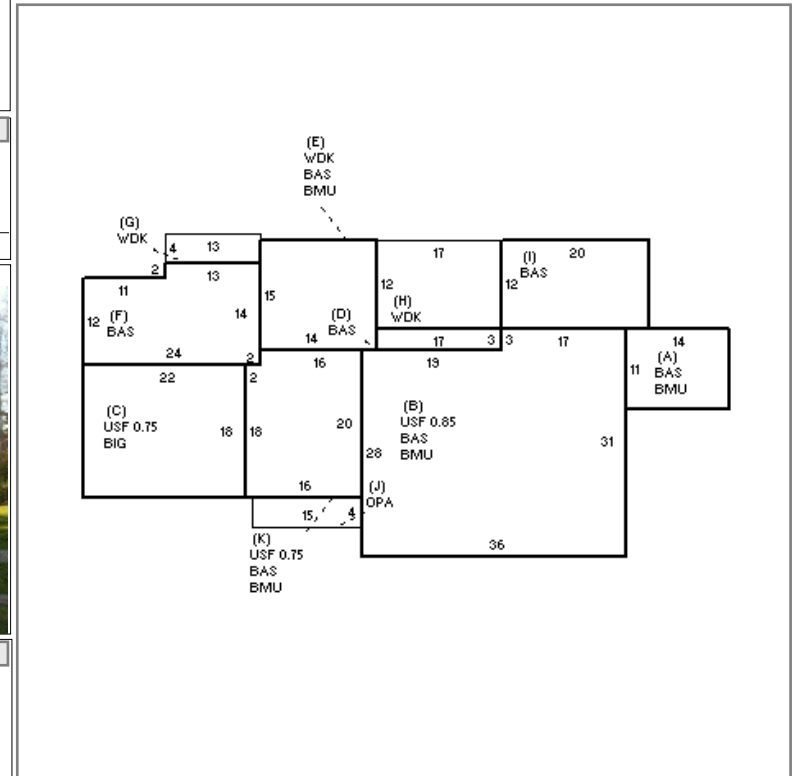 (E)
WDK
BAS
BMU
(G)
WDK
4 13
2
13
11
12 (F)
BAS
14
24
2
15
(D)
BAS
14
17
12
(H)
WDK
17 3
20
(I)
BAS
12
3 17
14
(A)
11 BAS
BMU
22
(C)
USF 0.75
BIG
18
2
16
18
20
16
19
(B)
USF 0.85
BAS
BMU
28
31
36
(J)
OPA
15
4
(K)
USF 0.75
BAS
BMU